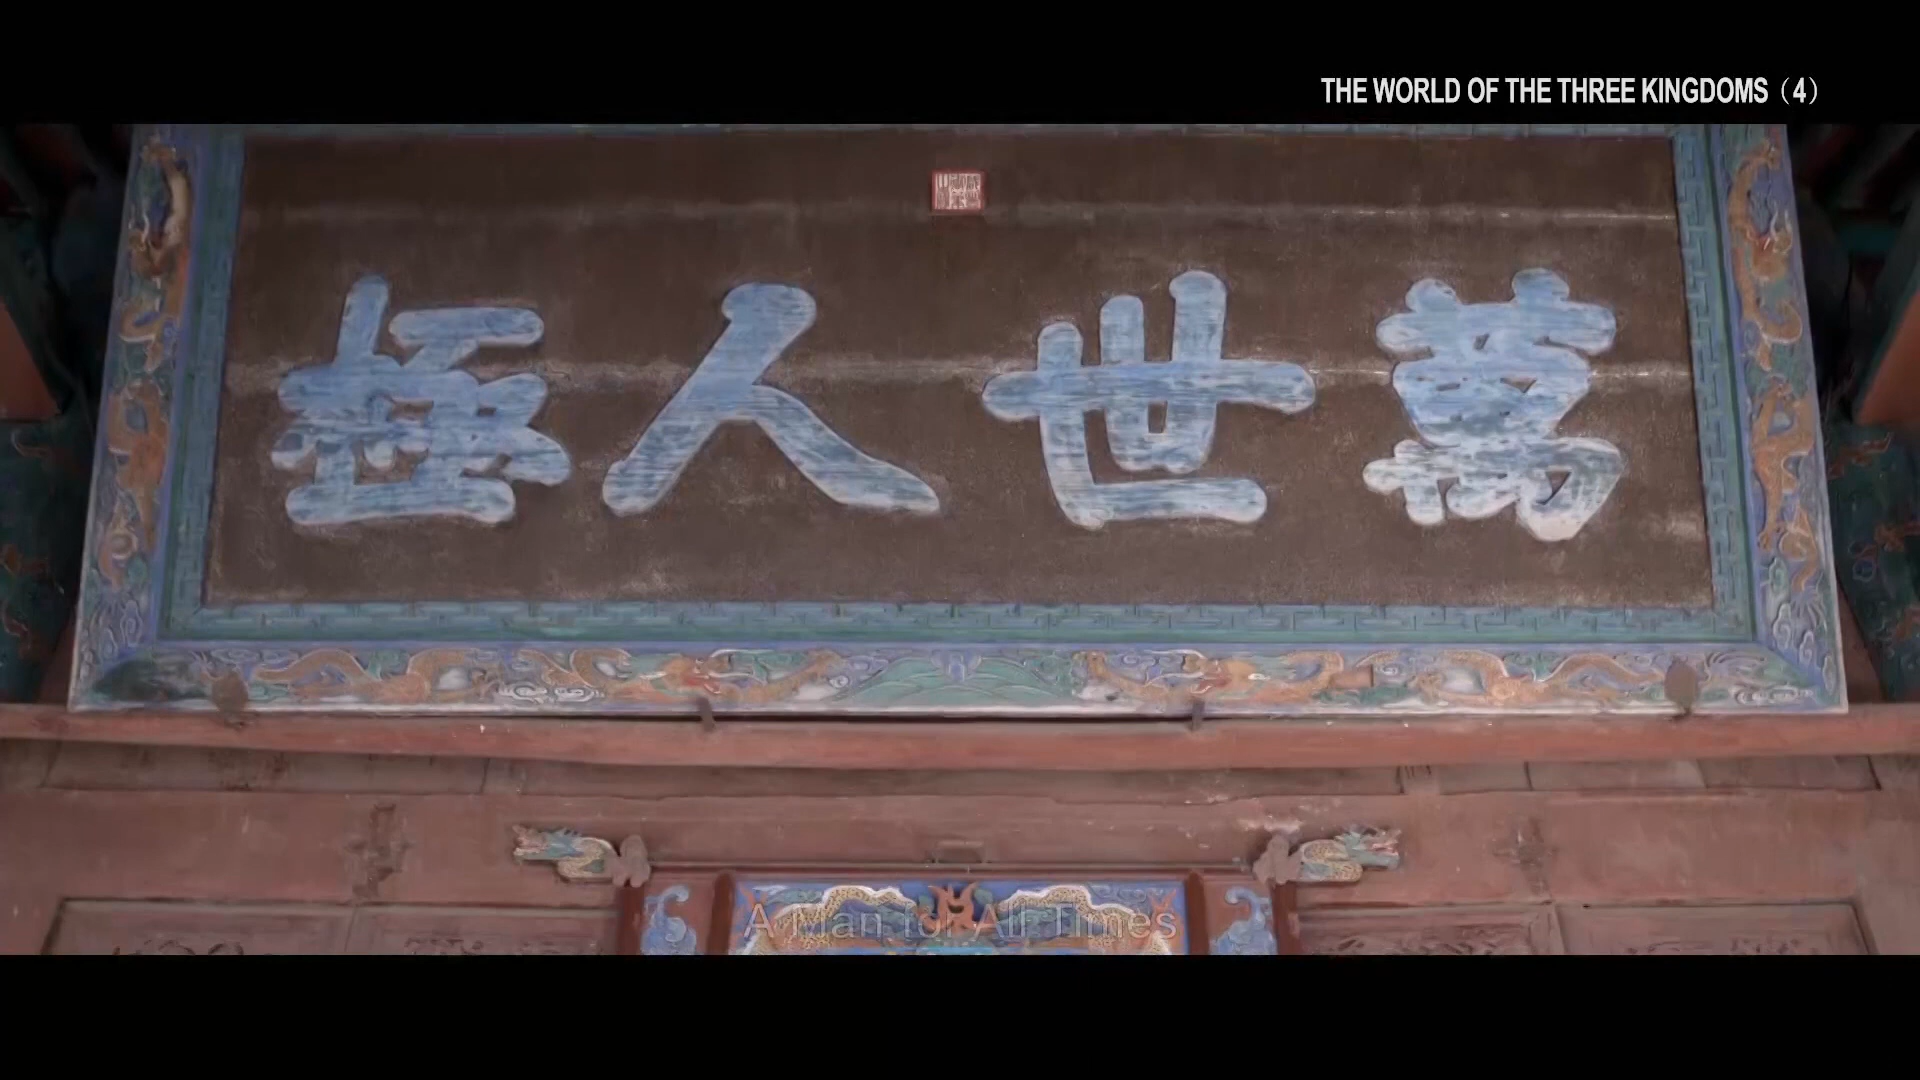 THE WORLD OF THE THREE KINGDOMS（4）
萬世人極
A Man for All Times